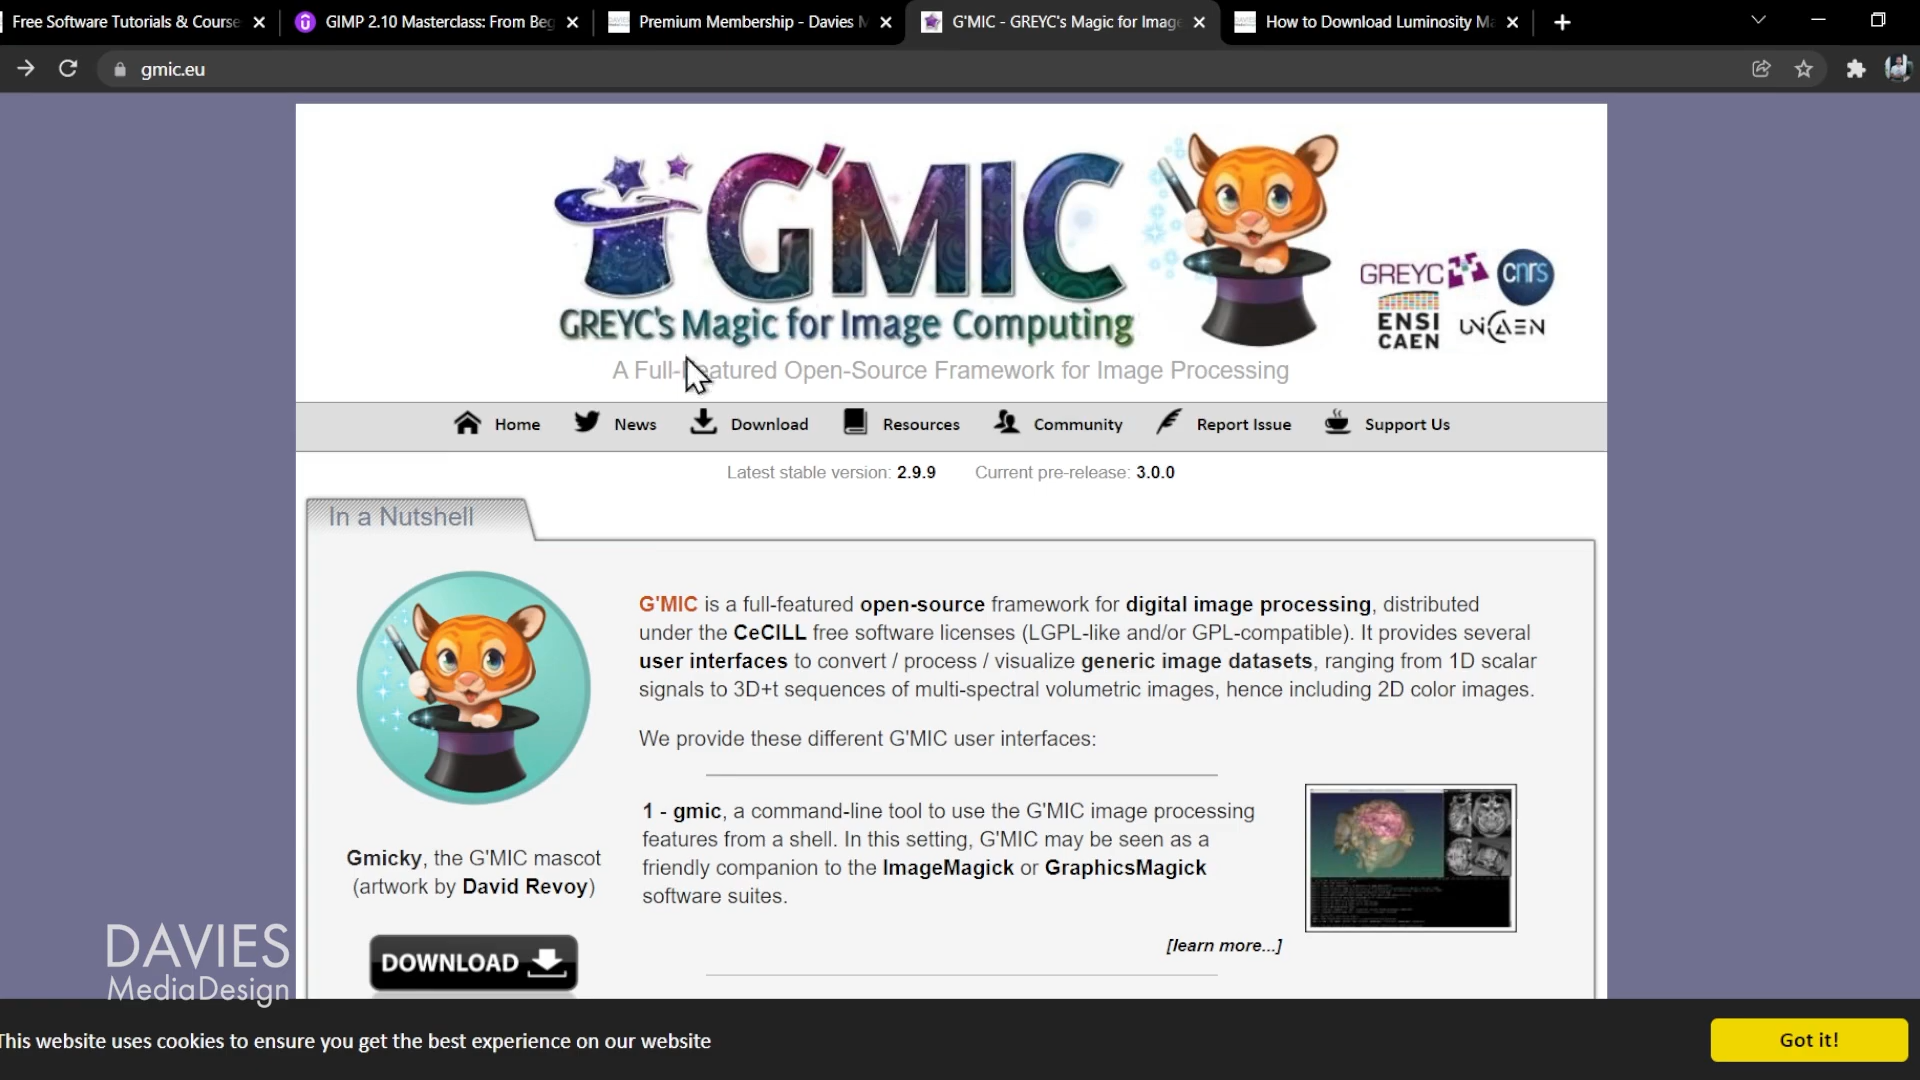 Free Software Tutorials & Course
GIMP 2.10 Masterclass: From Beg
Premium Membership - Davies M
G'MIC - GREYC's Magic for Imag
How to Download Luminosity Ma
gmic.eu
G'MIC
GREYC's Magic for Image Computing
GREYC
cnrs
ENSI
CAEN
UNICAEN
A Full-Featured Open-Source Framework for Image Processing
Home
News
Download
Resources
Community
Report Issue
Support Us
Latest stable version: 2.9.9
Current pre-release: 3.0.0
In a Nutshell
G'MIC is a full-featured open-source framework for digital image processing, distributed
under the CeCILL free software licenses (LGPL-like and/or GPL-compatible). It provides several
user interfaces to convert / process / visualize generic image datasets, ranging from 1D scalar
signals to 3D+t sequences of multi-spectral volumetric images, hence including 2D color images.
We provide these different G'MIC user interfaces:
1 - gmic, a command-line tool to use the G'MIC image processing
features from a shell. In this setting, G'MIC may be seen as a
friendly companion to the ImageMagick or GraphicsMagick
software suites.
[learn more...]
Gmicky, the G'MIC mascot
(artwork by David Revoy)
DOWNLOAD
DAVIES
MediaDesign
This website uses cookies to ensure you get the best experience on our website
Got it!